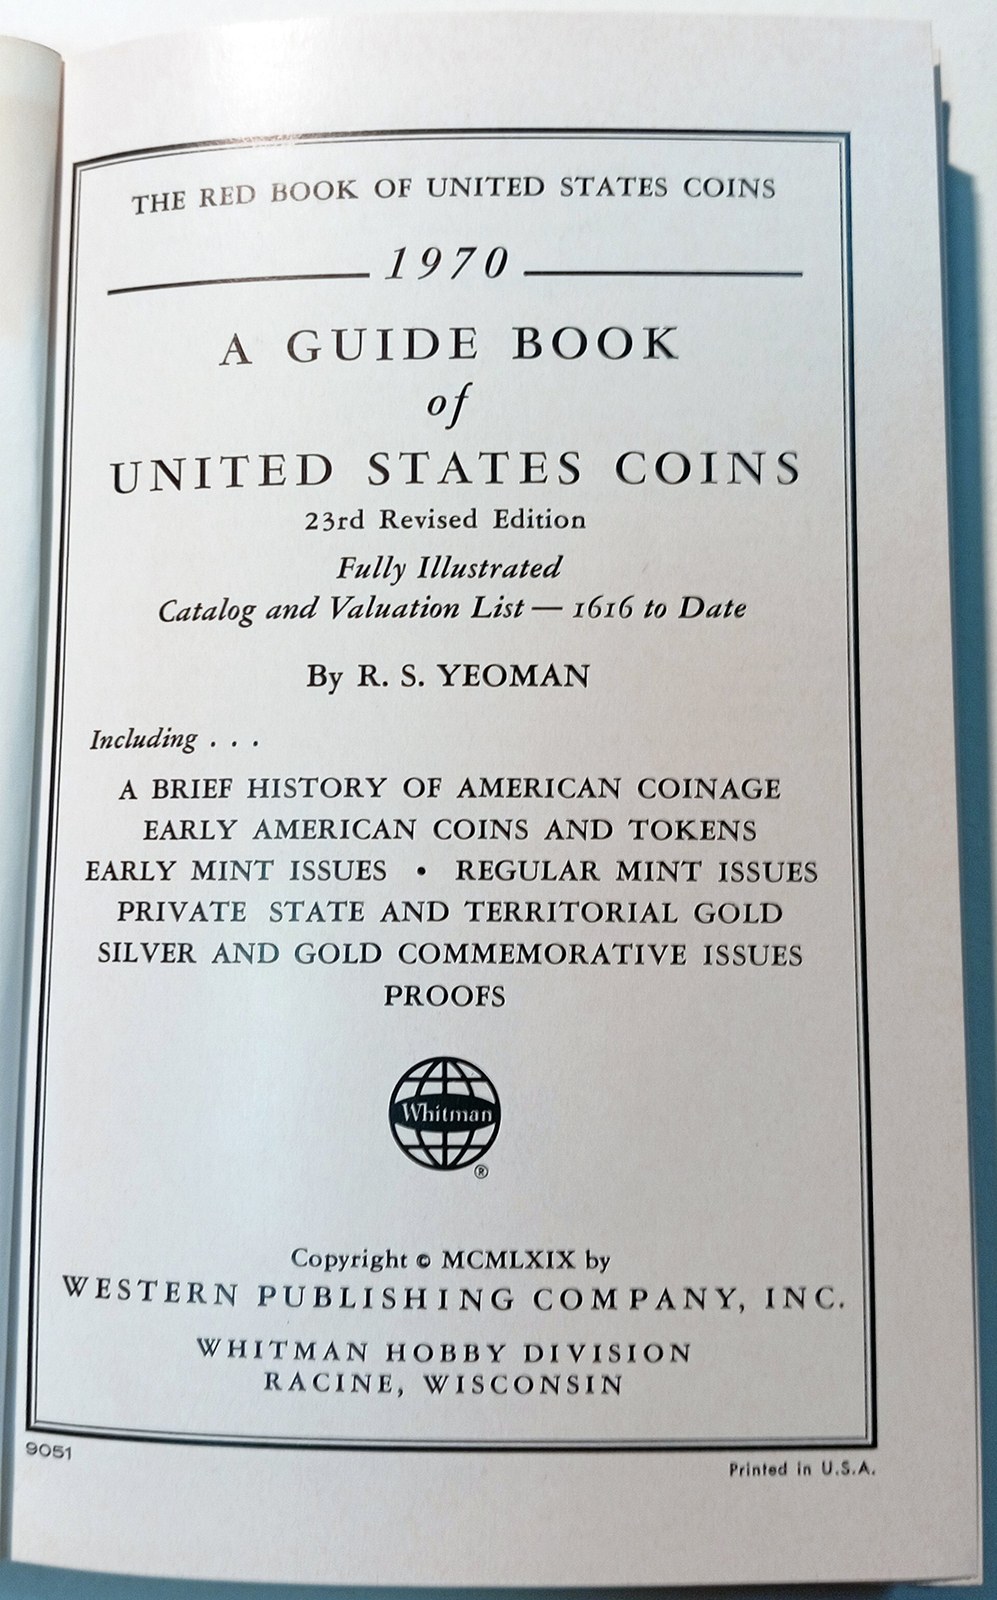 THE RED BOOK OF UNITED STATES COINS
1970
A GUIDE BOOK
of
UNITED STATES COINS
23rd Revised Edition
Fully Illustrated
Catalog and Valuation List — 1616 to Date
By R. S. YEOMAN
Including . . .
A BRIEF HISTORY OF AMERICAN COINAGE
EARLY AMERICAN COINS AND TOKENS
EARLY MINT ISSUES • REGULAR MINT ISSUES
PRIVATE STATE AND TERRITORIAL GOLD
SILVER AND GOLD COMMEMORATIVE ISSUES
PROOFS
Whitman
®
Copyright © MCMLXIX by
WESTERN PUBLISHING COMPANY, INC.
WHITMAN HOBBY DIVISION
RACINE, WISCONSIN
9051
Printed in U.S.A.